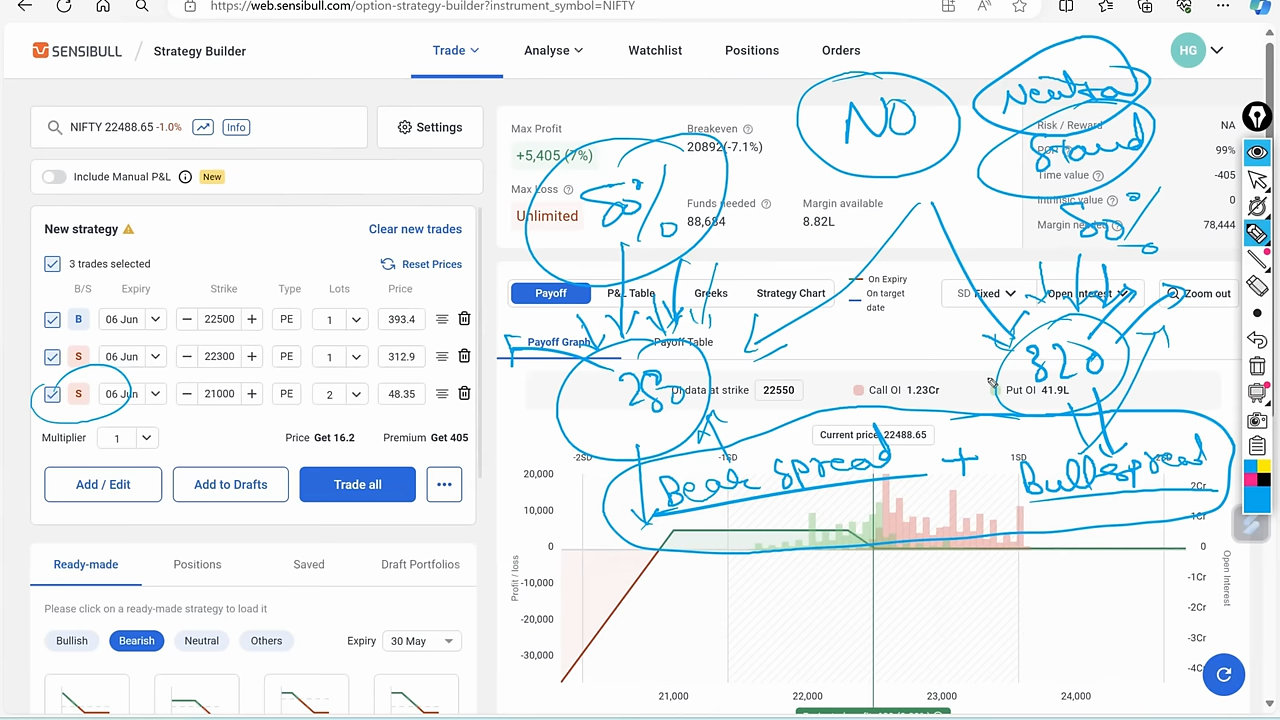 https://web.sensibull.com/option-strategy-builder?instrument_symbol=NIFTY
SENSIBULL / Strategy Builder
Trade Analyse Watchlist Positions Orders
HG
NIFTY 22488.65 -1.0% Info
Settings
Include Manual P&L New
New strategy
Clear new trades
3 trades selected
Reset Prices
B/S Expiry Strike Type Lots Price
B 06 Jun 22500 PE 1 393.4
S 06 Jun 22300 PE 1 312.9
S 06 Jun 21000 PE 2 48.35
Multiplier 1 Price Get 16.2 Premium Get 405
Add / Edit Add to Drafts Trade all
Ready-made Positions Saved Draft Portfolios
Please click on a ready-made strategy to load it
Bullish Bearish Neutral Others Expiry 30 May
Max Profit
+5,405 (7%)
Max Loss
Unlimited
Breakeven
20892(-7.1%)
Funds needed
88,684
Margin available
8.82L
Risk / Reward NA
99%
Time value -405
Intrinsic value 0
Margin needed 78,444
NO
50%
50%
Payoff P&L Table Greeks Strategy Chart
On Expiry
On target date
SD Fixed Open Interest Zoom out
Payoff Graph Payoff Table
280
320
OI data at strike 22550 Call OI 1.23Cr Put OI 41.9L
Current price: 22488.65
Bear spread + Bull spread
-2SD -1SD 1SD
20,000
10,000
0
-10,000
-20,000
-30,000
Profit / loss
2Cr
1Cr
0
-1Cr
-2Cr
-3Cr
-4C
Open Interest
21,000 22,000 23,000 24,000